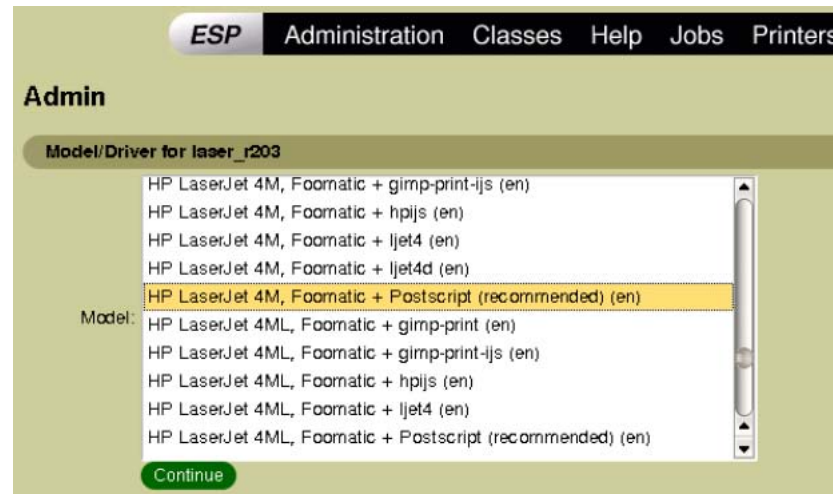 ESP Administration Classes Help Jobs Printers
Admin
Model/Driver for laser_r203
HP LaserJet 4M, Foomatic + gimp-print-ijs (en)
HP LaserJet 4M, Foomatic + hpijs (en)
HP LaserJet 4M, Foomatic + ljet4 (en)
HP LaserJet 4M, Foomatic + ljet4d (en)
HP LaserJet 4M, Foomatic + Postscript (recommended) (en)
Model:
HP LaserJet 4ML, Foomatic + gimp-print (en)
HP LaserJet 4ML, Foomatic + gimp-print-ijs (en)
HP LaserJet 4ML, Foomatic + hpijs (en)
HP LaserJet 4ML, Foomatic + ljet4 (en)
HP LaserJet 4ML, Foomatic + Postscript (recommended) (en)
Continue